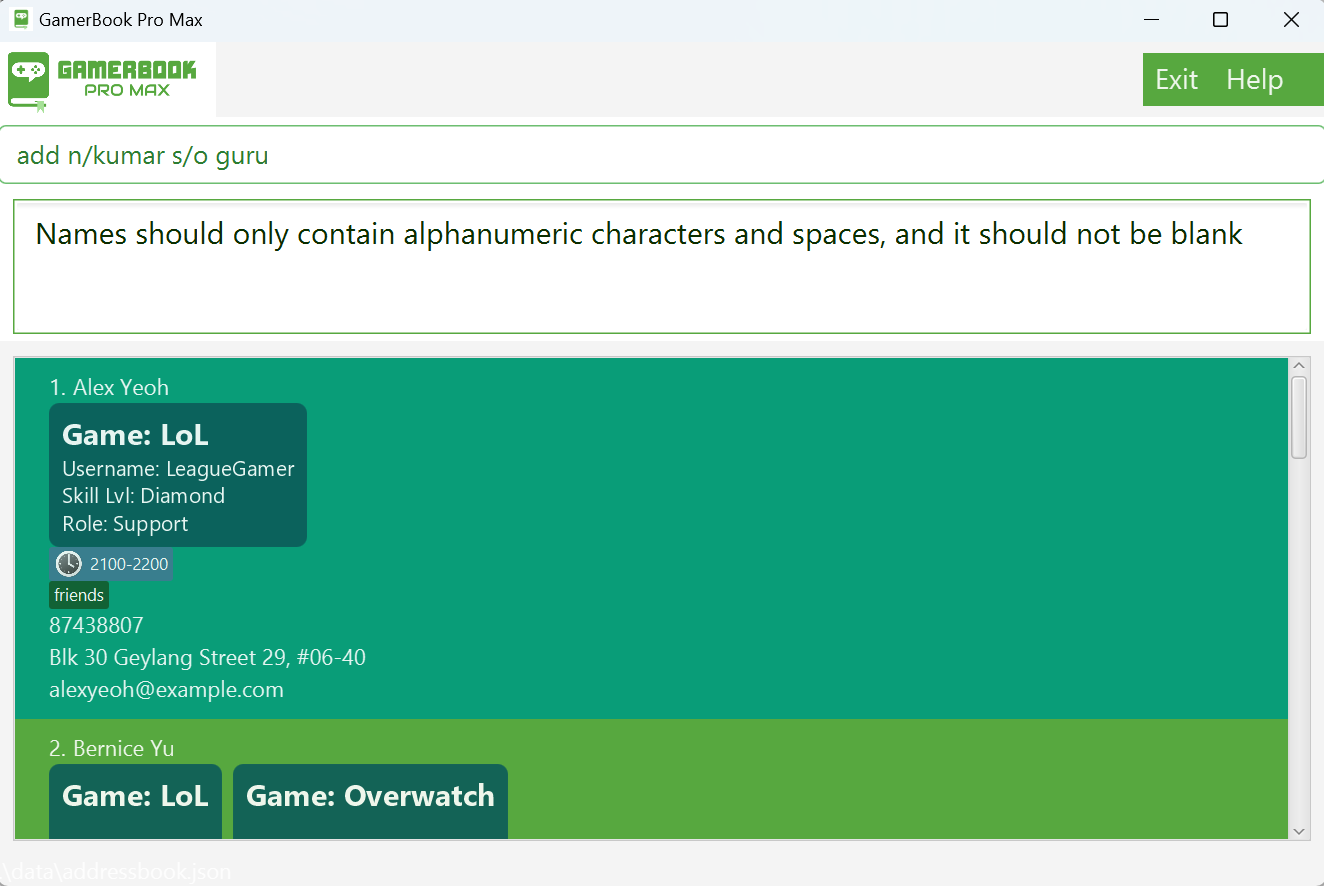 GamerBook Pro Max
GAMERBOOK
PRO MAX
Exit Help
add n/kumar s/o guru
Names should only contain alphanumeric characters and spaces, and it should not be blank
1. Alex Yeoh
Game: LoL
Username: LeagueGamer
Skill Lvl: Diamond
Role: Support
2100-2200
friends
87438807
Blk 30 Geylang Street 29, #06-40
alexyeoh@example.com
2. Bernice Yu
Game: LoL Game: Overwatch
.\data\addressbook.json